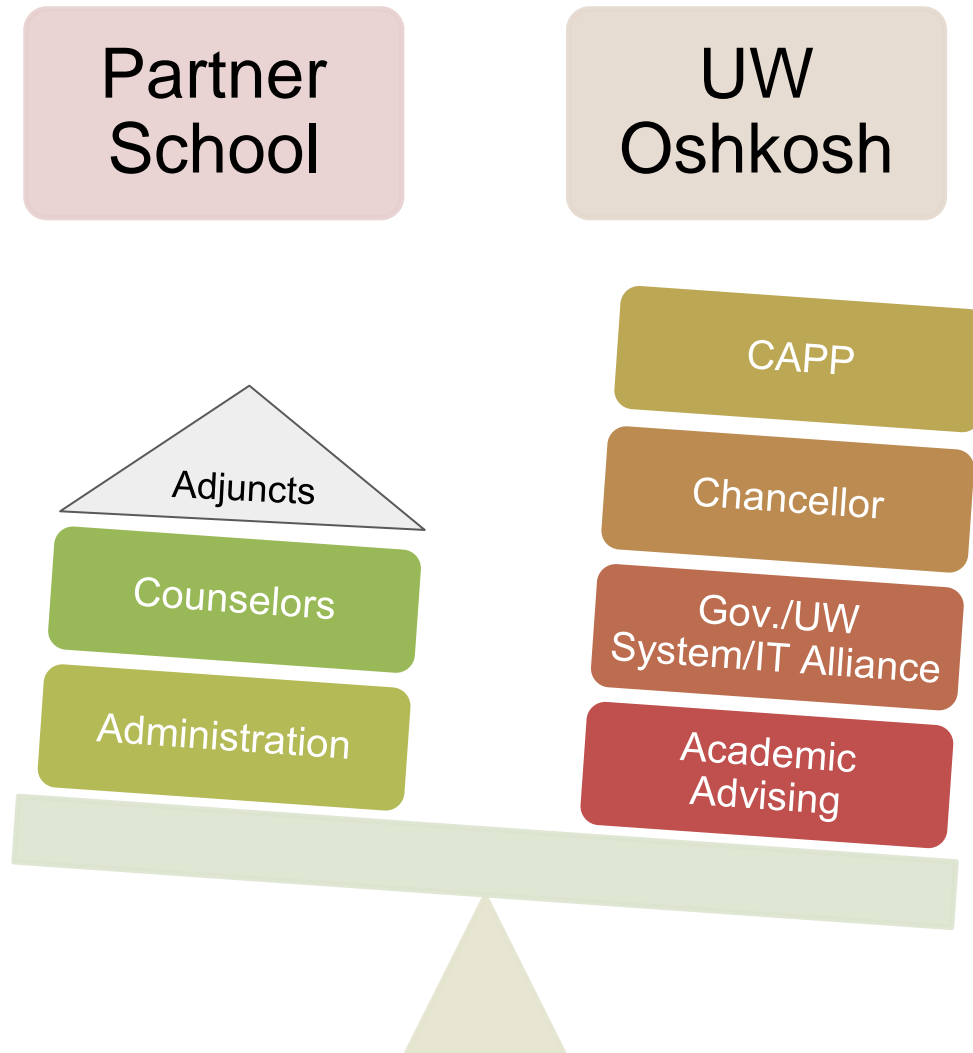 Partner
School
UW
Oshkosh
Adjuncts
Counselors
Administration
CAPP
Chancellor
Gov./UW
System/IT Alliance
Academic
Advising